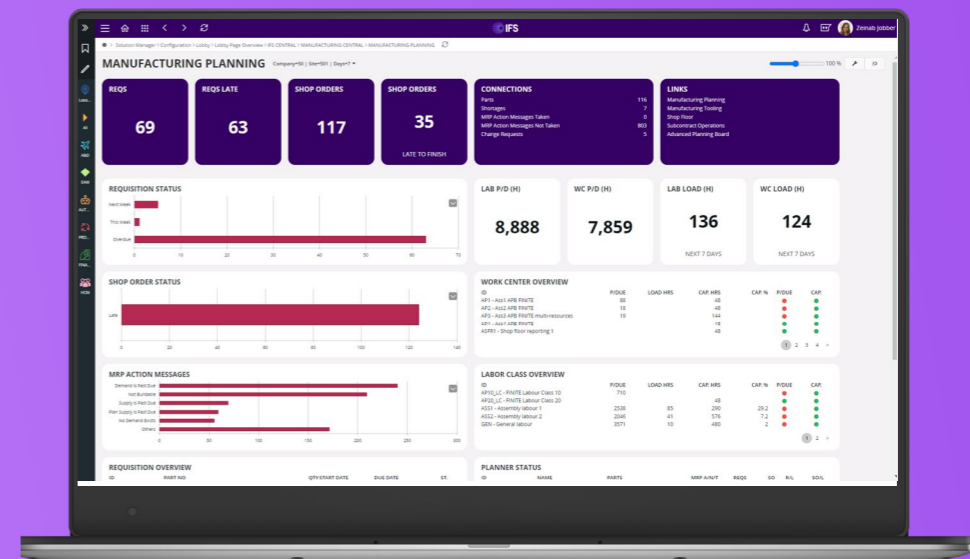 IFS
Zeinab Jobber
> Solution Manager > Configuration > Lobby > Lobby Page Overview > IFS CENTRAL > MANUFACTURING CENTRAL > MANUFACTURING PLANNING
MANUFACTURING PLANNING
Company=50 | Site=501 | Days=7
100 %
REQS
69
REQS LATE
63
SHOP ORDERS
117
SHOP ORDERS
35
LATE TO FINISH
CONNECTIONS
Parts 116
Shortages 7
MRP Action Messages Taken 0
MRP Action Messages Not Taken 803
Change Requests 5
LINKS
Manufacturing Planning
Manufacturing Tooling
Shop Floor
Subcontract Operations
Advanced Planning Board
REQUISITION STATUS
Next Week
This Week
Overdue
0 10 20 30 40 50 60 70
LAB P/D (H)
8,888
WC P/D (H)
7,859
LAB LOAD (H)
136
NEXT 7 DAYS
WC LOAD (H)
124
NEXT 7 DAYS
SHOP ORDER STATUS
Late
0 20 40 60 80 100 120 140
WORK CENTER OVERVIEW
ID P/DUE LOAD HRS CAP. HRS CAP. % P/DUE CAP.
AP1 - Ass1 APB FINITE 88 48
AP2 - Ass2 APB FINITE 18 48
AP3 - Ass3 APB FINITE multi-resources 19 144
ASFR1 - Shop floor reporting 1 48
1 2 3 4 >
MRP ACTION MESSAGES
Demand is Past Due
Not Buildable
Supply is Past Due
Plan Supply is Past Due
No Demand Exists
Others
0 50 100 150 200 250 300
LABOR CLASS OVERVIEW
ID P/DUE LOAD HRS CAP. HRS CAP. % P/DUE CAP.
AP10_LC - FINITE Labour Class 10 710
AP20_LC - FINITE Labour Class 20 48
ASS1 - Assembly labour 1 2538 85 290 29.2
ASS2 - Assembly labour 2 2046 41 576 7.2
GEN - General labour 3571 10 480 2
1 2 >
REQUISITION OVERVIEW
ID PART NO QTY START DATE DUE DATE ST.
PLANNER STATUS
ID NAME PARTS MRP A/N/T REQS SO R/L SO/L